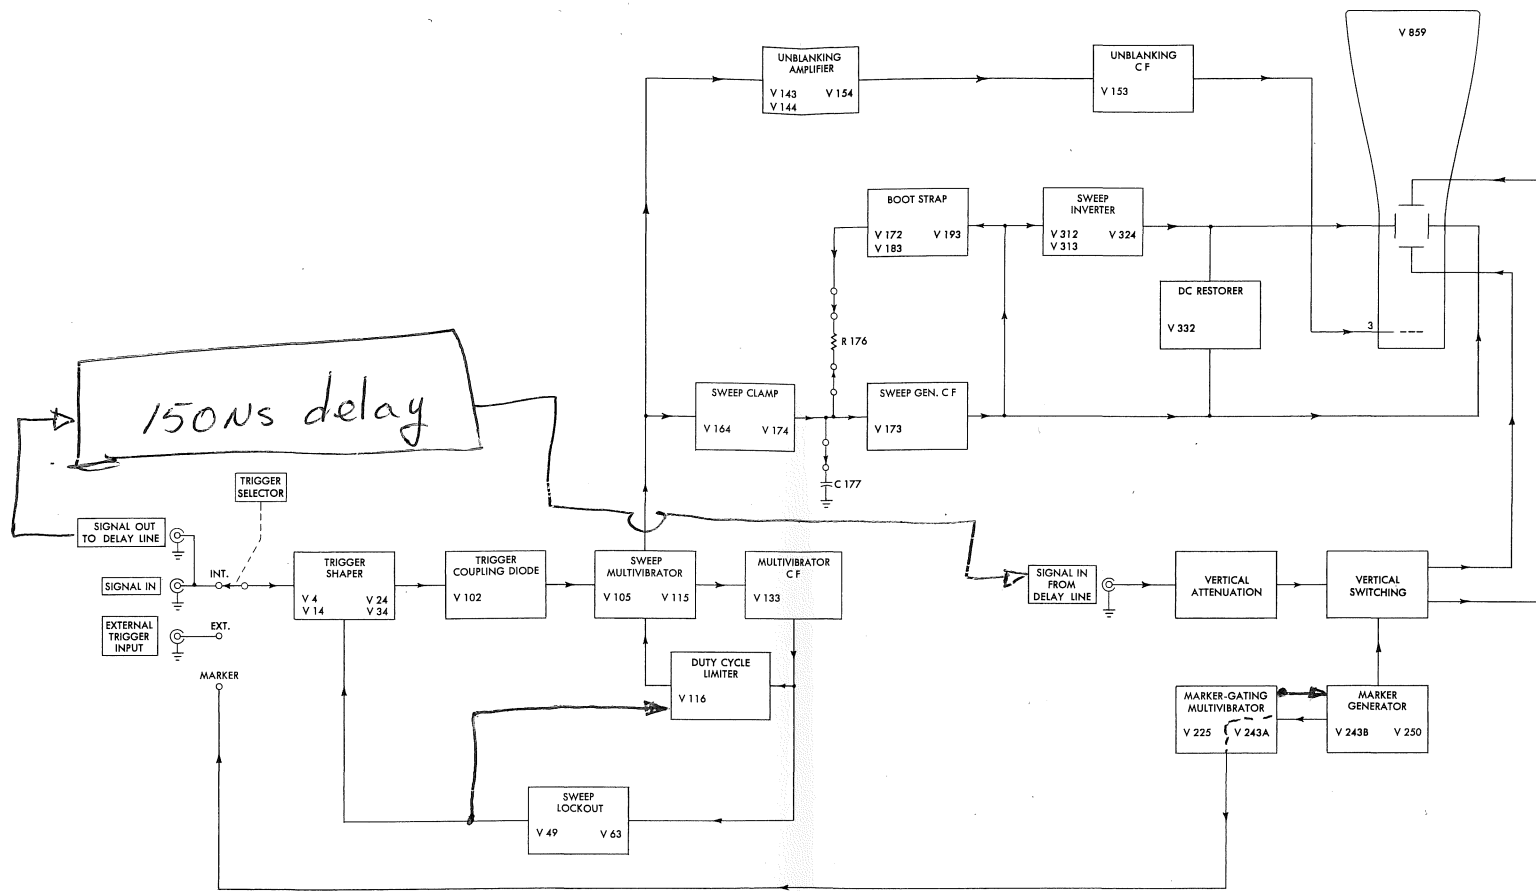 V 859
UNBLANKING
AMPLIFIER
V 143 V 154
V 144
UNBLANKING
C F
V 153
BOOT STRAP
V 172 V 193
V 183
SWEEP
INVERTER
V 312 V 324
V 313
DC RESTORER
V 332
3
R 176
150Ns delay
SWEEP CLAMP
V 164 V 174
SWEEP GEN. C F
V 173
C 177
TRIGGER
SELECTOR
SIGNAL OUT
TO DELAY LINE
SIGNAL IN
INT.
EXTERNAL
TRIGGER
INPUT
EXT.
MARKER
TRIGGER
SHAPER
V 4 V 24
V 14 V 34
TRIGGER
COUPLING DIODE
V 102
SWEEP
MULTIVIBRATOR
V 105 V 115
MULTIVIBRATOR
C F
V 133
SIGNAL IN
FROM
DELAY LINE
VERTICAL
ATTENUATION
VERTICAL
SWITCHING
DUTY CYCLE
LIMITER
V 116
MARKER-GATING
MULTIVIBRATOR
V 225 V 243A
MARKER
GENERATOR
V 243B V 250
SWEEP
LOCKOUT
V 49 V 63